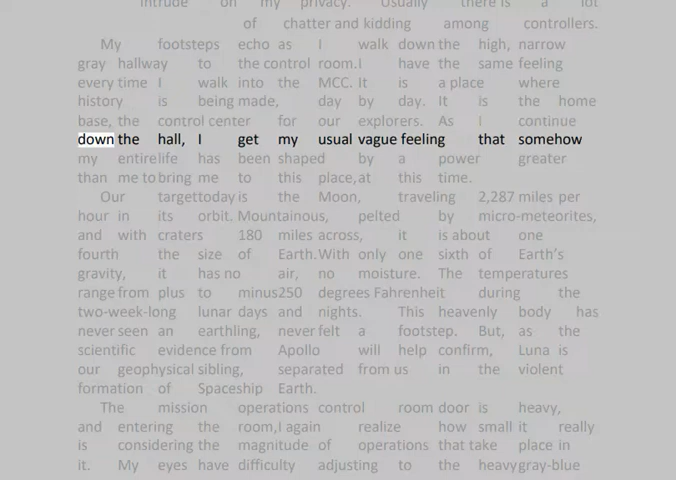 intrude on my privacy. Usually there is a lot
of chatter and kidding among controllers.
My footsteps echo as I walk down the high, narrow
gray hallway to the control room.I have the same feeling
every time I walk into the MCC. It is a place where
history is being made, day by day. It is the home
base, the control center for our explorers. As I continue
down the hall, I get my usual vague feeling that somehow
my entirelife has been shaped by a power greater
than me to bring me to this place,at this time.
Our targettoday is the Moon, traveling 2,287 miles per
hour in its orbit. Mountainous, pelted by micro-meteorites,
and with craters 180 miles across, it is about one
fourth the size of Earth.With only one sixth of Earth's
gravity, it has no air, no moisture. The temperatures
range from plus to minus250 degrees Fahrenheit during the
two-week-long lunar days and nights. This heavenly body has
never seen an earthling, never felt a footstep. But, as the
scientific evidence from Apollo will help confirm, Luna is
our geophysical sibling, separated from us in the violent
formation of Spaceship Earth.
The mission operations control room door is heavy,
and entering the room,I again realize how small it really
is considering the magnitude of operations that take place in
it. My eyes have difficulty adjusting to the heavy gray-blue